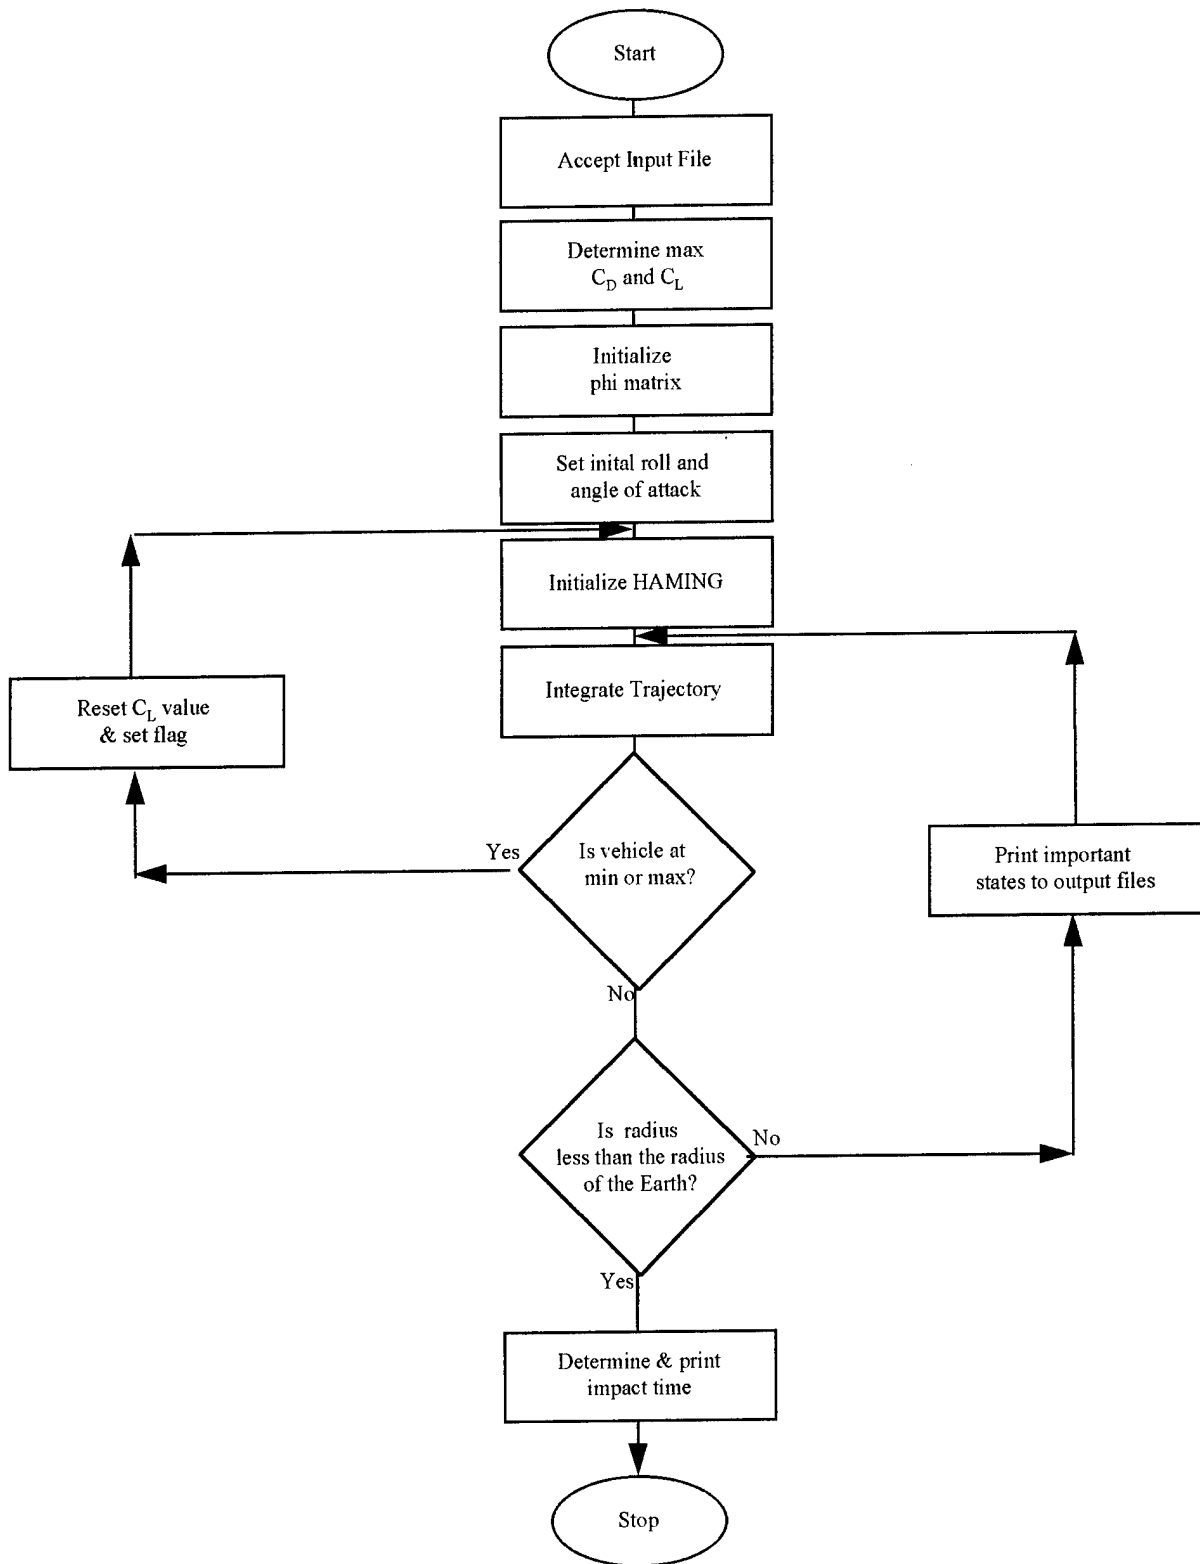 Start
Accept Input File
Determine max
C_D and C_L
Initialize
phi matrix
Set inital roll and
angle of attack
Initialize HAMING
Integrate Trajectory
Reset C_L value
& set flag
Yes
Is vehicle at
min or max?
Print important
states to output files
No
Is radius
less than the radius
of the Earth?
No
Yes
Determine & print
impact time
Stop